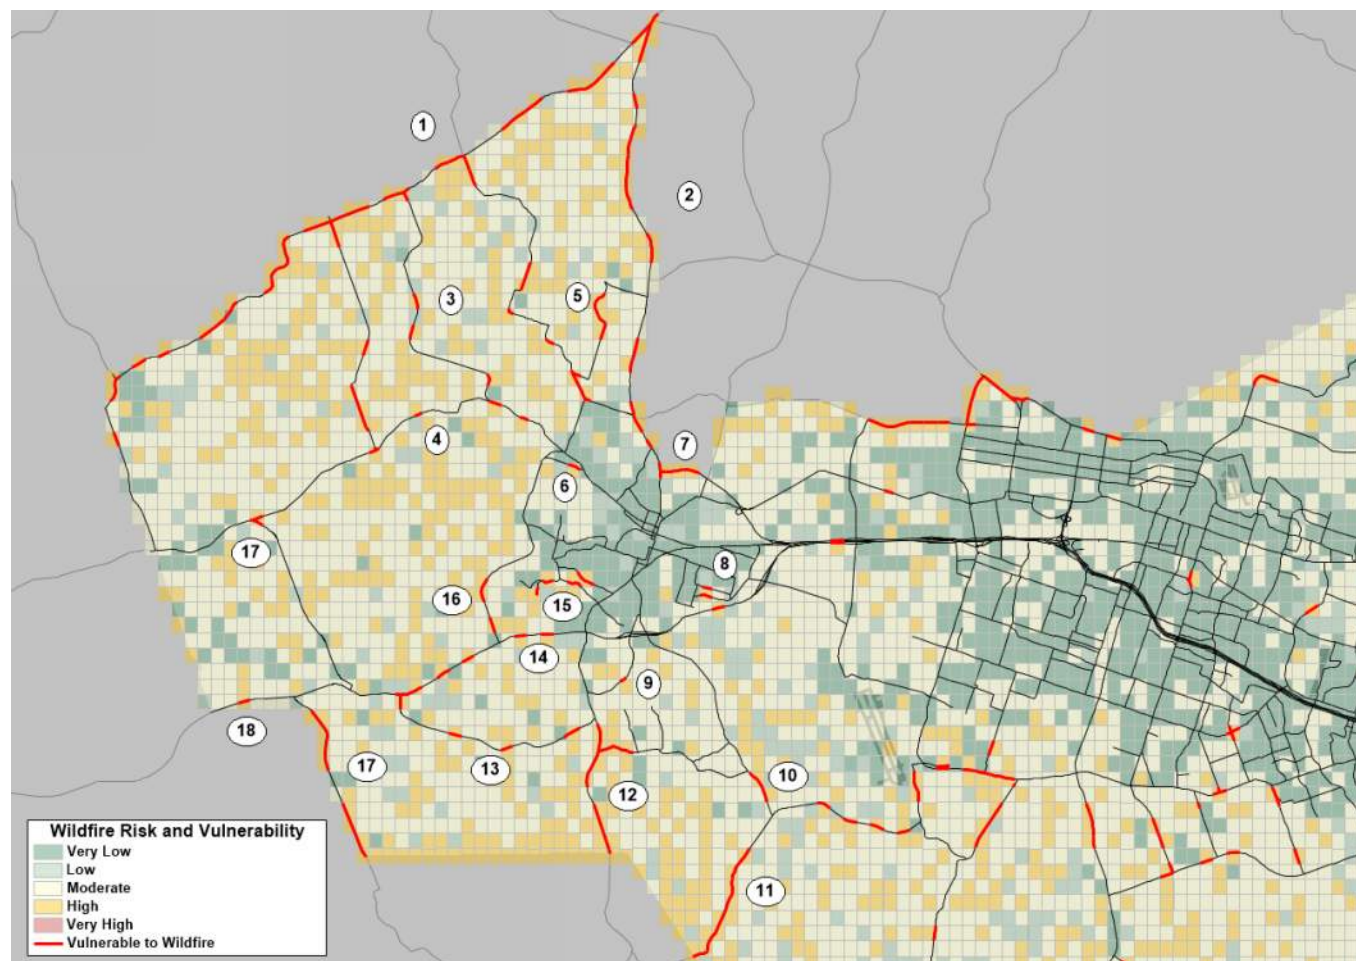 1
2
3
5
4
7
6
17
8
16
15
14
9
18
17
13
10
12
11
Wildfire Risk and Vulnerability
Very Low
Low
Moderate
High
Very High
Vulnerable to Wildfire